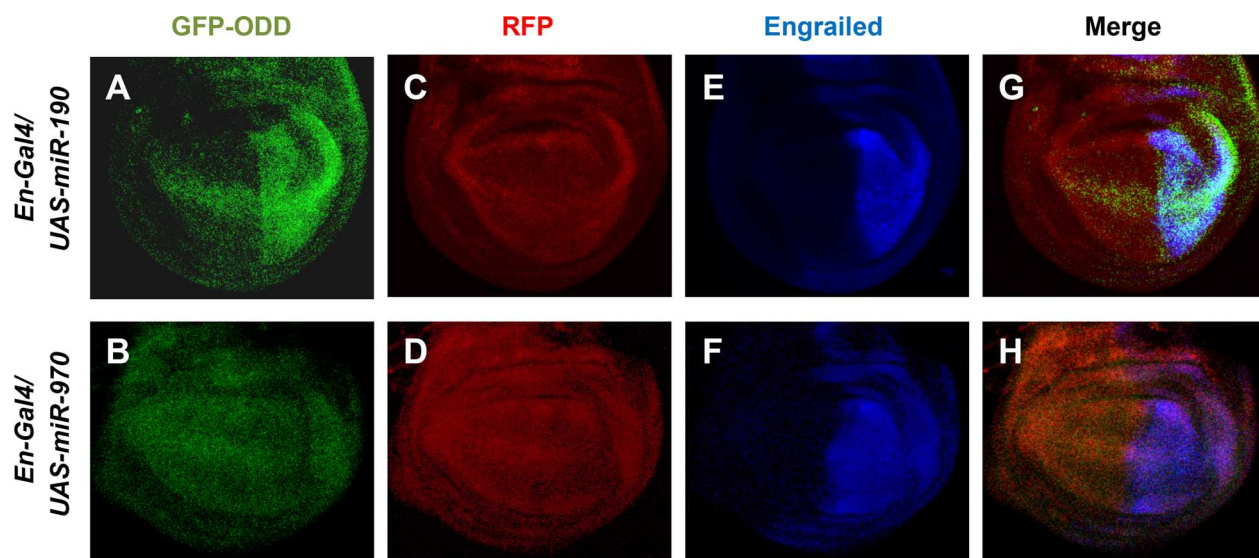 GFP-ODD RFP Engrailed Merge
En-Gal4/
UAS-miR-190
A C E G
En-Gal4/
UAS-miR-970
B D F H